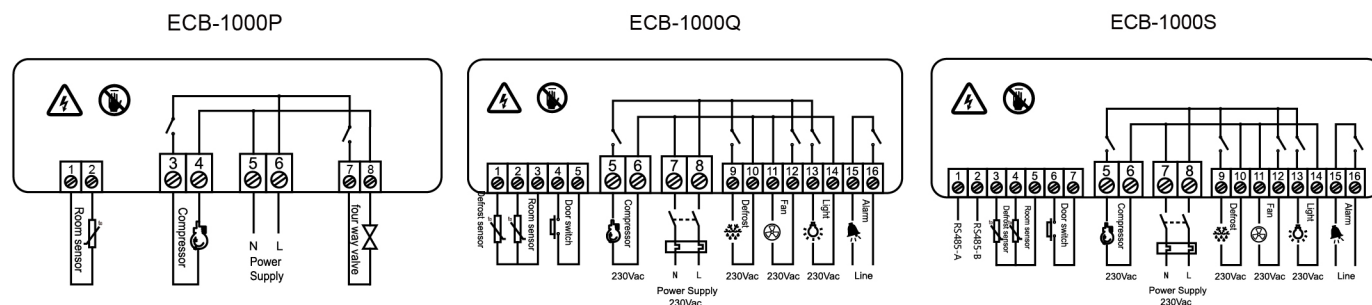 ECB-1000P
1 2 3 4 5 6 7 8
Room sensor
Compressor
N L
Power
Supply
four way valve
ECB-1000Q
1 2 3 4 5 5 6 7 8 9 10 11 12 13 14 15 16
Defrost sensor
Room sensor
Door switch
Compressor
230Vac
N L
Power Supply
230Vac
Defrost
230Vac
Fan
230Vac
Light
230Vac
Alarm
Line
ECB-1000S
1 2 3 4 5 6 7 5 6 7 8 9 10 11 12 13 14 15 16
RS485-A
RS485-B
Defrost sensor
Room sensor
Door switch
Compressor
230Vac
N L
Power Supply
230Vac
Defrost
230Vac
Fan
230Vac
Light
230Vac
Alarm
Line